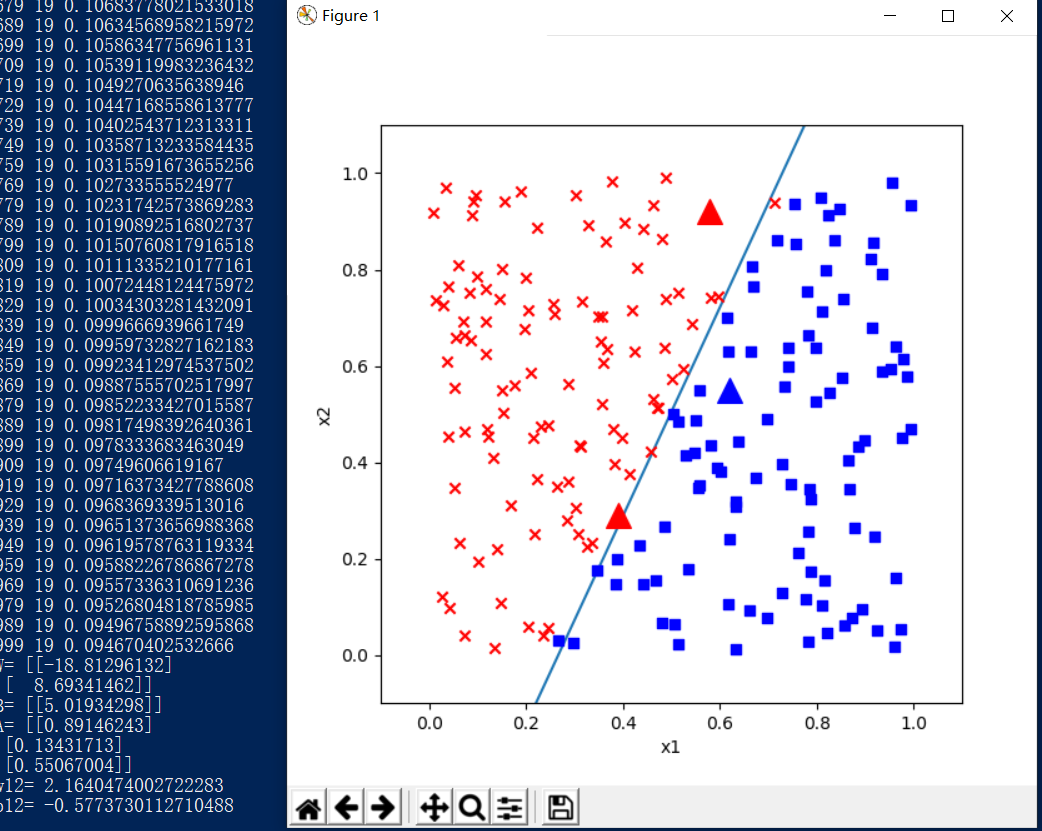 679 19 0.10683778021533018
689 19 0.10634568958215972
699 19 0.10586347756961131
709 19 0.10539119983236432
719 19 0.1049270635638946
729 19 0.10447168558613777
739 19 0.10402543712313311
749 19 0.10358713233584435
759 19 0.10315591673655256
769 19 0.102733555524977
779 19 0.10231742573869283
789 19 0.10190892516802737
799 19 0.10150760817916518
809 19 0.10111335210177161
819 19 0.10072448124475972
829 19 0.10034303281432091
839 19 0.0999666939661749
849 19 0.09959732827162183
859 19 0.09923412974537502
869 19 0.09887555702517997
879 19 0.09852233427015587
889 19 0.09817498392640361
899 19 0.0978333683463049
909 19 0.09749606619167
919 19 0.09716373427788608
929 19 0.0968369339513016
939 19 0.09651373656988368
949 19 0.09619578763119334
959 19 0.09588226786867278
969 19 0.09557336310691236
979 19 0.09526804818785985
989 19 0.09496758892595868
999 19 0.094670402532666
W= [[-18.81296132]
[ 8.69341462]]
B= [[5.01934298]]
A= [[0.89146243]
[0.13431713]
[0.55067004]]
w12= 2.1640474002722283
b12= -0.5773730112710488
Figure 1
1.0
0.8
0.6
0.4
0.2
0.0
x2
0.0 0.2 0.4 0.6 0.8 1.0
x1